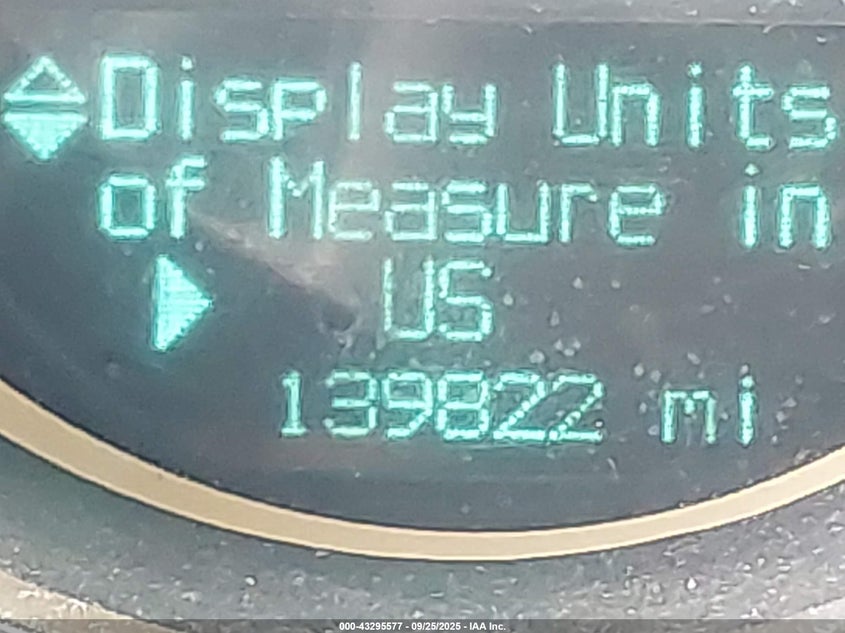 Display Units
of Measure in
US
139822 mi
000-43295577 - 09/25/2025 - IAA Inc.